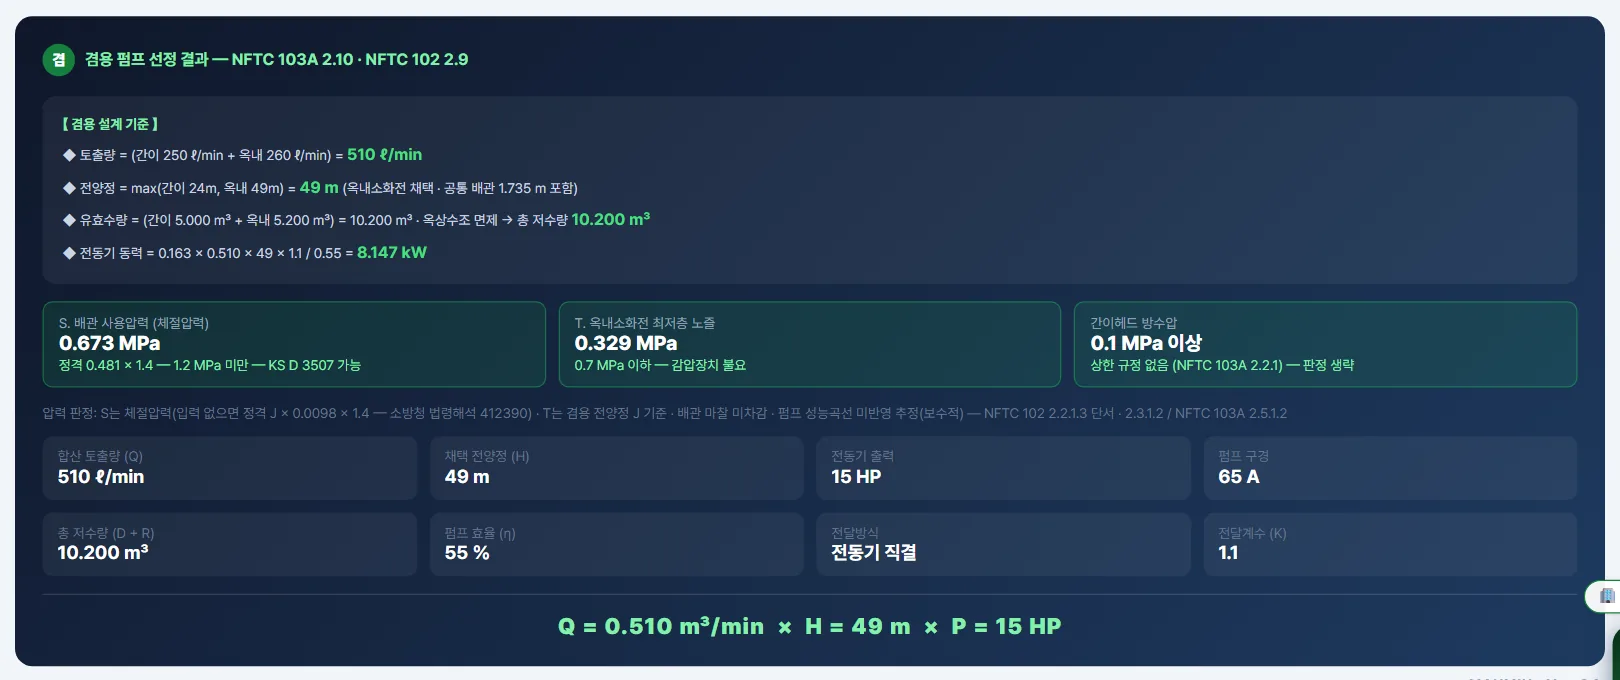 겸 겸용 펌프 선정 결과 — NFTC 103A 2.10 · NFTC 102 2.9
【 겸용 설계 기준 】
◆ 토출량 = (간이 250 ℓ/min + 옥내 260 ℓ/min) = 510 ℓ/min
◆ 전양정 = max(간이 24m, 옥내 49m) = 49 m (옥내소화전 채택 · 공통 배관 1.735 m 포함)
◆ 유효수량 = (간이 5.000 m³ + 옥내 5.200 m³) = 10.200 m³ · 옥상수조 면제 → 총 저수량 10.200 m³
◆ 전동기 동력 = 0.163 × 0.510 × 49 × 1.1 / 0.55 = 8.147 kW
S. 배관 사용압력 (체절압력)
0.673 MPa
정격 0.481 × 1.4 — 1.2 MPa 미만 — KS D 3507 가능
T. 옥내소화전 최저층 노즐
0.329 MPa
0.7 MPa 이하 — 감압장치 불요
간이헤드 방수압
0.1 MPa 이상
상한 규정 없음 (NFTC 103A 2.2.1) — 판정 생략
압력 판정: S는 체절압력(입력 없으면 정격 J × 0.0098 × 1.4 — 소방청 법령해석 412390) · T는 겸용 전양정 J 기준 · 배관 마찰 미차감 · 펌프 성능곡선 미반영 추정(보수적) — NFTC 102 2.2.1.3 단서 · 2.3.1.2 / NFTC 103A 2.5.1.2
합산 토출량 (Q)
510 ℓ/min
채택 전양정 (H)
49 m
전동기 출력
15 HP
펌프 구경
65 A
총 저수량 (D + R)
10.200 m³
펌프 효율 (η)
55 %
전달방식
전동기 직결
전달계수 (K)
1.1
Q = 0.510 m³/min × H = 49 m × P = 15 HP